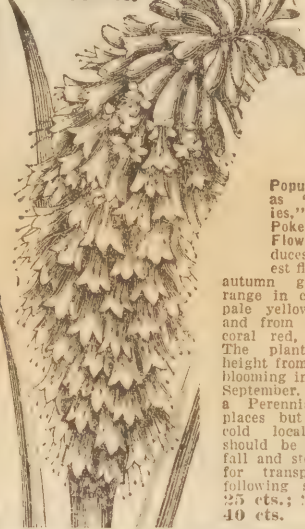 Popu
as "
ies,"
Poke
Flow
duces
est fl
autumn g
range in c
pale yellow
and from
coral red,
The plant
height from
blooming in
September.
a Perenni
places but
cold local
should be
fall and st
for transp
following s
25 cts.;
40 cts.